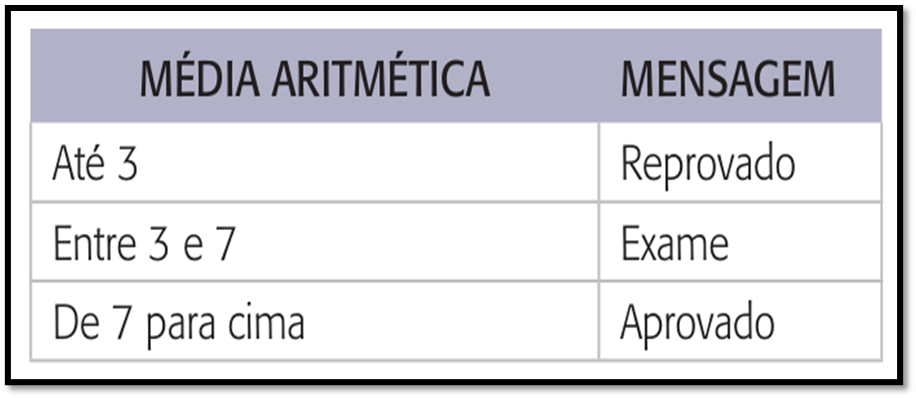 MÉDIA ARITMÉTICA MENSAGEM
Até 3 Reprovado
Entre 3 e 7 Exame
De 7 para cima Aprovado